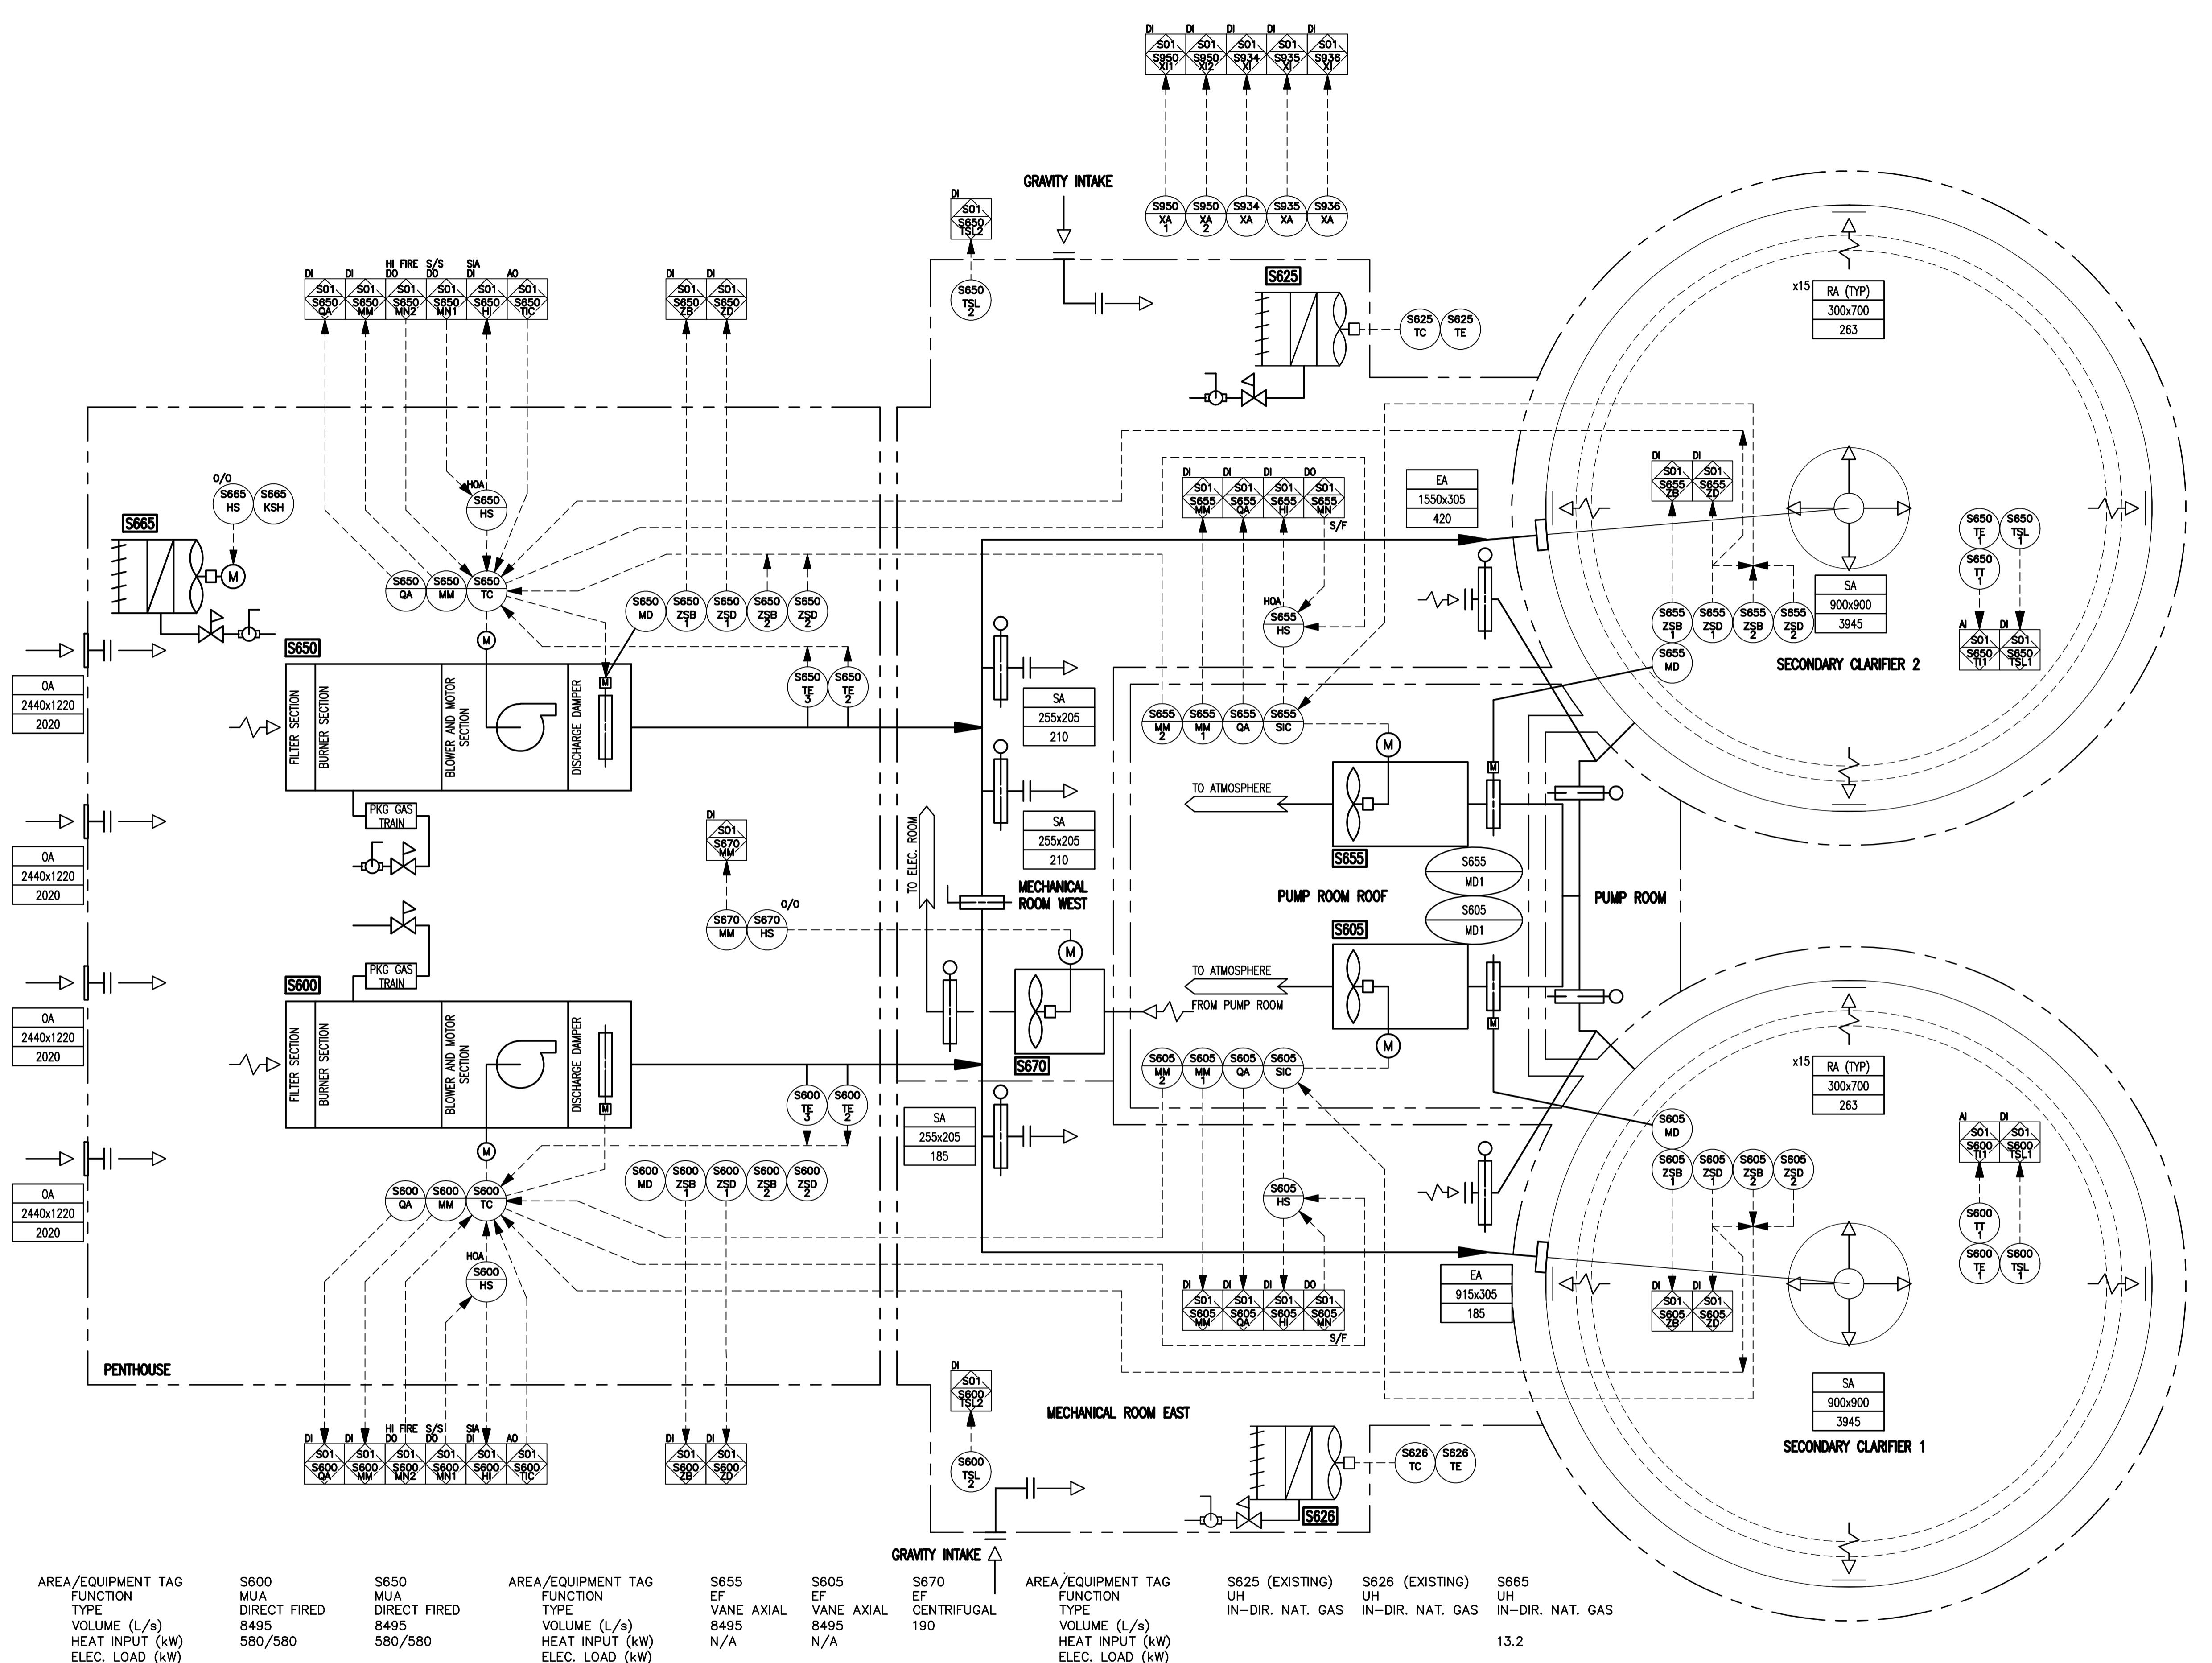 DI DI DI DI DI
S01 S01 S01 S01 S01
S950 S950 S934 S935 S936
XI1 XI2 XI XI XI
GRAVITY INTAKE
DI
S01
S650
TSL2
S950 S950 S934 S935 S936
XA XA XA XA XA
1 2
HI FIRE S/S SIA
DI DI DO DO DI AO
S01 S01 S01 S01 S01 S01
S650 S650 S650 S650 S650 S650
QA MM MN2 MN1 HI TIC
DI DI
S01 S01
S650 S650
ZB ZD
S650
TSL
2
S625
S625 S625
TC TE
x15
RA (TYP)
300x700
263
O/O
S665 S665
HS KSH
HOA
S650
HS
S665
M
DI DI DI DO
S01 S01 S01 S01
S655 S655 S655 S655
MM QA HI MN
S/F
EA
1550x305
420
DI DI
S01 S01
S655 S655
ZB ZD
S650 S650
TE TSL
1 1
S650
TT
1
S650 S650 S650
QA MM TC
M
S650 S650 S650 S650 S650
MD ZSB ZSD ZSB ZSD
1 1 2 2
HOA
S655
HS
SA
900x900
3945
S655 S655 S655 S655
ZSB ZSD ZSB ZSD
1 1 2 2
S655
MD
AI DI
S01 S01
S650 S650
TI1 TSL1
SECONDARY CLARIFIER 2
S650
OA
2440x1220
2020
FILTER SECTION
BURNER SECTION
BLOWER AND MOTOR
SECTION
DISCHARGE DAMPER
M
S650 S650
TE TE
3 2
SA
255x205
210
S655 S655 S655 S655
MM MM QA SIC
2 1
M
M
TO ATMOSPHERE
PKG GAS
TRAIN
OA
2440x1220
2020
DI
S01
S670
MM
TO ELEC. ROOM
SA
255x205
210
S655
S655
MD1
MECHANICAL
ROOM WEST
PUMP ROOM ROOF
PUMP ROOM
S605
MD1
S670 S670
MM HS
O/O
M
S605
PKG GAS
TRAIN
S600
TO ATMOSPHERE
FROM PUMP ROOM
OA
2440x1220
2020
FILTER SECTION
BURNER SECTION
BLOWER AND MOTOR
SECTION
DISCHARGE DAMPER
M
S670
M
M
S605 S605 S605 S605
MM MM QA SIC
2 1
x15
RA (TYP)
300x700
263
S600 S600
TE TE
3 2
SA
255x205
185
S605
MD
AI DI
S01 S01
S600 S600
TI1 TSL1
M
OA
2440x1220
2020
S600 S600 S600
QA MM TC
S600 S600 S600 S600 S600
MD ZSB ZSD ZSB ZSD
1 1 2 2
S605
HS
S605 S605 S605 S605
ZSB ZSD ZSB ZSD
1 1 2 2
S600
TT
1
HOA
S600
HS
S600 S600
TE TSL
1 1
DI DI DI DO
S01 S01 S01 S01
S605 S605 S605 S605
MM QA HI MN
S/F
EA
915x305
185
DI DI
S01 S01
S605 S605
ZB ZD
PENTHOUSE
DI
S01
S600
TSL2
MECHANICAL ROOM EAST
SA
900x900
3945
SECONDARY CLARIFIER 1
HI FIRE S/S SIA
DI DI DO DO DI AO
S01 S01 S01 S01 S01 S01
S600 S600 S600 S600 S600 S600
QA MM MN2 MN1 HI TIC
DI DI
S01 S01
S600 S600
ZB ZD
S600
TSL
2
S626 S626
TC TE
S626
GRAVITY INTAKE
AREA/EQUIPMENT TAG S600 S650 AREA/EQUIPMENT TAG S655 S605 S670 AREA/EQUIPMENT TAG S625 (EXISTING) S626 (EXISTING) S665
FUNCTION MUA MUA FUNCTION EF EF EF FUNCTION UH UH UH
TYPE DIRECT FIRED DIRECT FIRED TYPE VANE AXIAL VANE AXIAL CENTRIFUGAL TYPE IN-DIR. NAT. GAS IN-DIR. NAT. GAS IN-DIR. NAT. GAS
VOLUME (L/s) 8495 8495 VOLUME (L/s) 8495 8495 190 VOLUME (L/s)
HEAT INPUT (kW) 580/580 580/580 HEAT INPUT (kW) N/A N/A HEAT INPUT (kW) 13.2
ELEC. LOAD (kW) ELEC. LOAD (kW) ELEC. LOAD (kW)